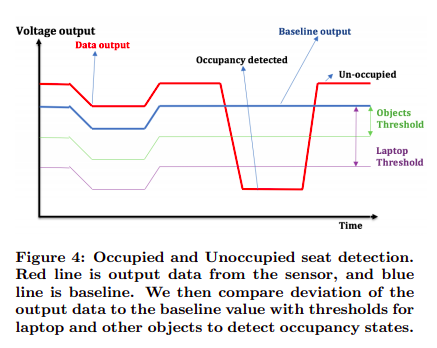 Voltage output
Baseline output
Data output
Occupancy detected
Un-occupied
Objects
Threshold
Laptop
Threshold
Time
Figure 4: Occupied and Unoccupied seat detection.
Red line is output data from the sensor, and blue
line is baseline. We then compare deviation of the
output data to the baseline value with thresholds for
laptop and other objects to detect occupancy states.